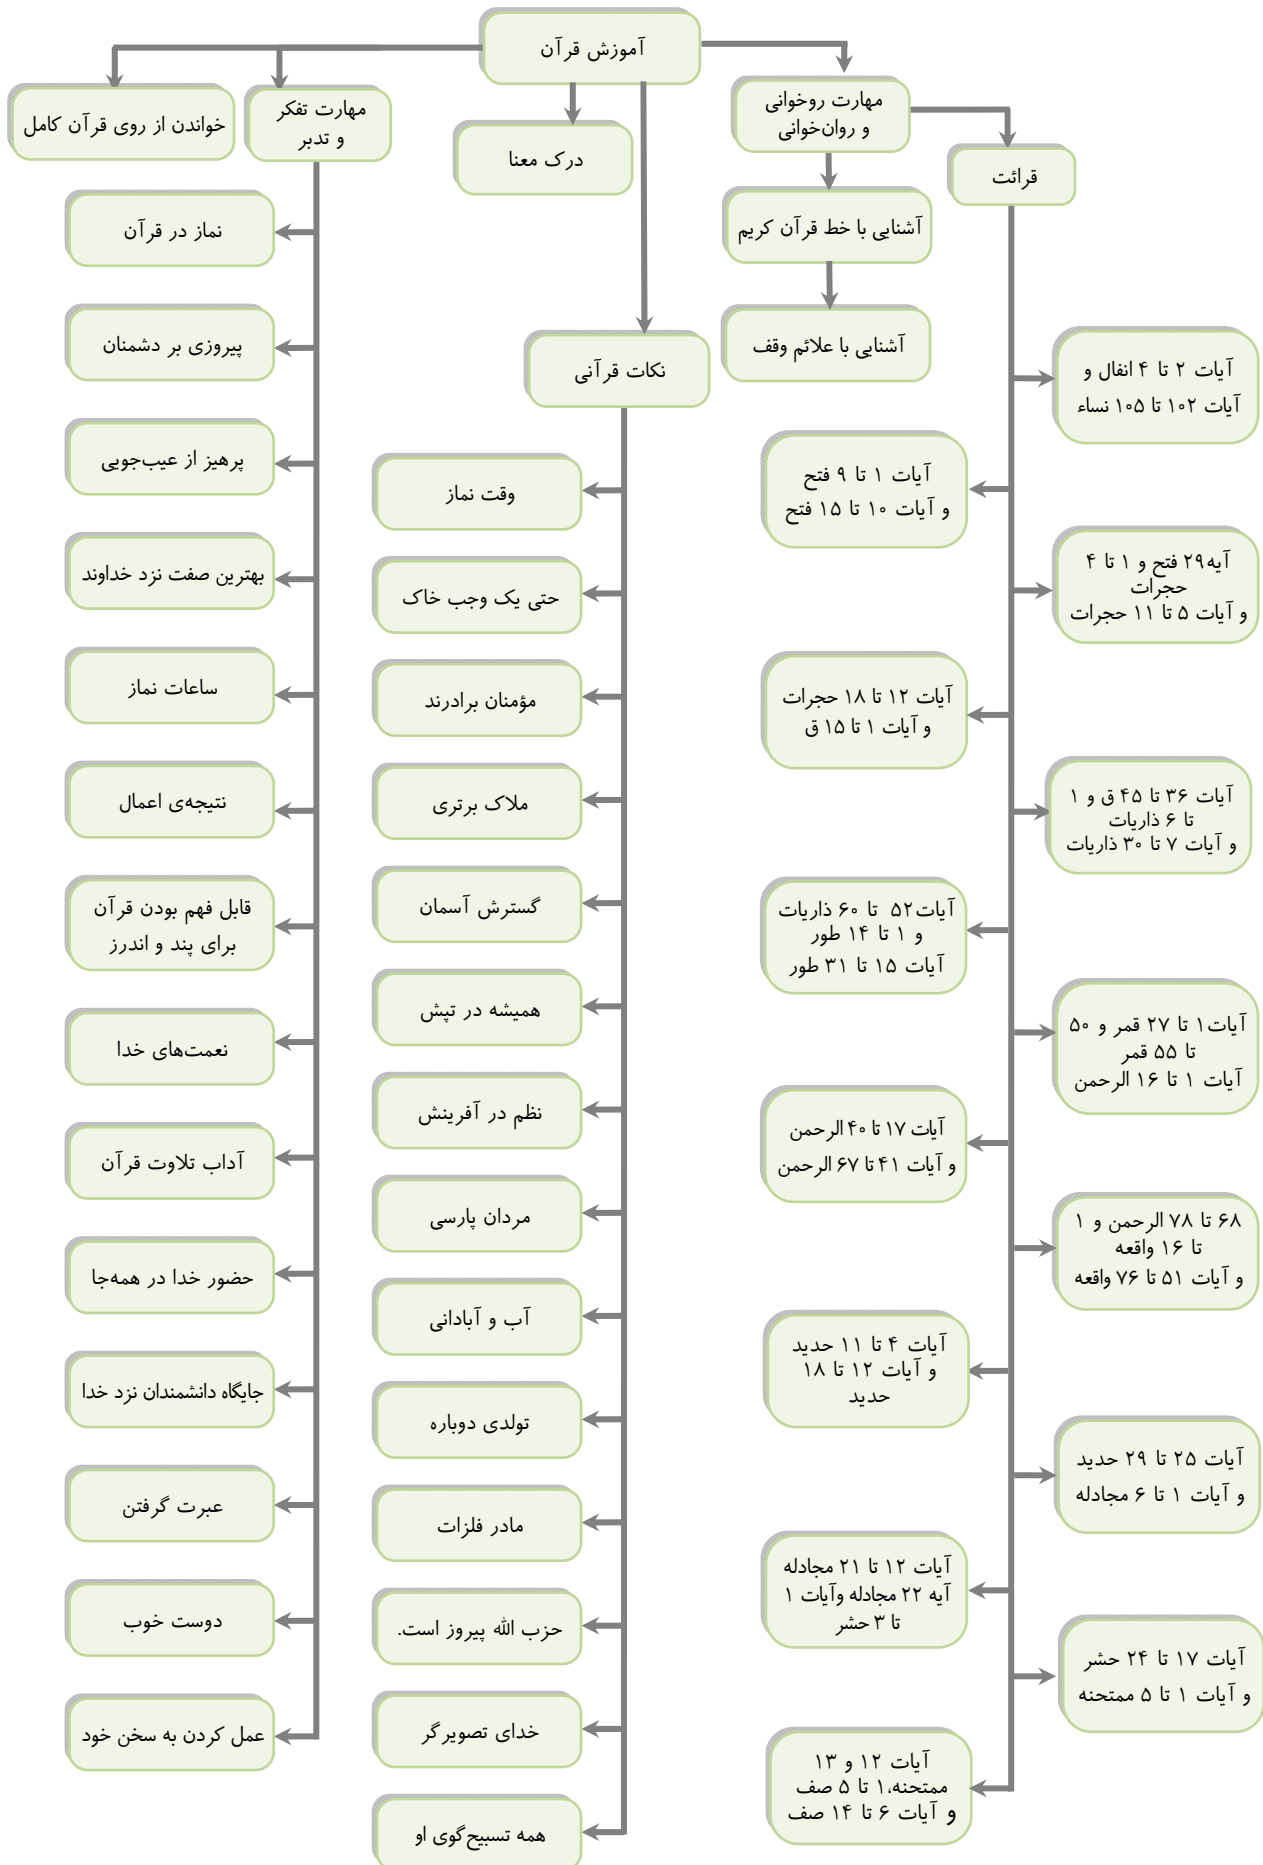 آموزش قرآن
مهارت روخوانی
و روان‌خوانی
قرائت
آشنایی با خط قرآن کریم
آشنایی با علائم وقف
آیات ۲ تا ۴ انفال و
آیات ۱۰۲ تا ۱۰۵ نساء
آیات ۱ تا ۹ فتح
و آیات ۱۰ تا ۱۵ فتح
آیه۲۹ فتح و ۱ تا ۴
حجرات
و آیات ۵ تا ۱۱ حجرات
آیات ۱۲ تا ۱۸ حجرات
و آیات ۱ تا ۱۵ ق
آیات ۳۶ تا ۴۵ ق و ۱
تا ۶ ذاریات
و آیات ۷ تا ۳۰ ذاریات
آیات۵۲ تا ۶۰ ذاریات
و ۱ تا ۱۴ طور
آیات ۱۵ تا ۳۱ طور
آیات۱ تا ۲۷ قمر و ۵۰
تا ۵۵ قمر
آیات ۱ تا ۱۶ الرحمن
آیات ۱۷ تا ۴۰ الرحمن
و آیات ۴۱ تا ۶۷ الرحمن
۶۸ تا ۷۸ الرحمن و ۱
تا ۱۶ واقعه
و آیات ۵۱ تا ۷۶ واقعه
آیات ۴ تا ۱۱ حدید
و آیات ۱۲ تا ۱۸
حدید
آیات ۲۵ تا ۲۹ حدید
و آیات ۱ تا ۶ مجادله
آیات ۱۲ تا ۲۱ مجادله
آیه ۲۲ مجادله وآیات ۱
تا ۳ حشر
آیات ۱۷ تا ۲۴ حشر
و آیات ۱ تا ۵ ممتحنه
آیات ۱۲ و ۱۳
ممتحنه،۱ تا ۵ صف
و آیات ۶ تا ۱۴ صف
درک معنا
نکات قرآنی
وقت نماز
حتی یک وجب خاک
مؤمنان برادرند
ملاک برتری
گسترش آسمان
همیشه در تپش
نظم در آفرینش
مردان پارسی
آب و آبادانی
تولدی دوباره
مادر فلزات
حزب الله پیروز است.
خدای تصویرگر
همه تسبیح‌گوی او
مهارت تفکر
و تدبر
نماز در قرآن
پیروزی بر دشمنان
پرهیز از عیب‌جویی
بهترین صفت نزد خداوند
ساعات نماز
نتیجه‌ی اعمال
قابل فهم بودن قرآن
برای پند و اندرز
نعمت‌های خدا
آداب تلاوت قرآن
حضور خدا در همه‌جا
جایگاه دانشمندان نزد خدا
عبرت گرفتن
دوست خوب
عمل کردن به سخن خود
خواندن از روی قرآن کامل